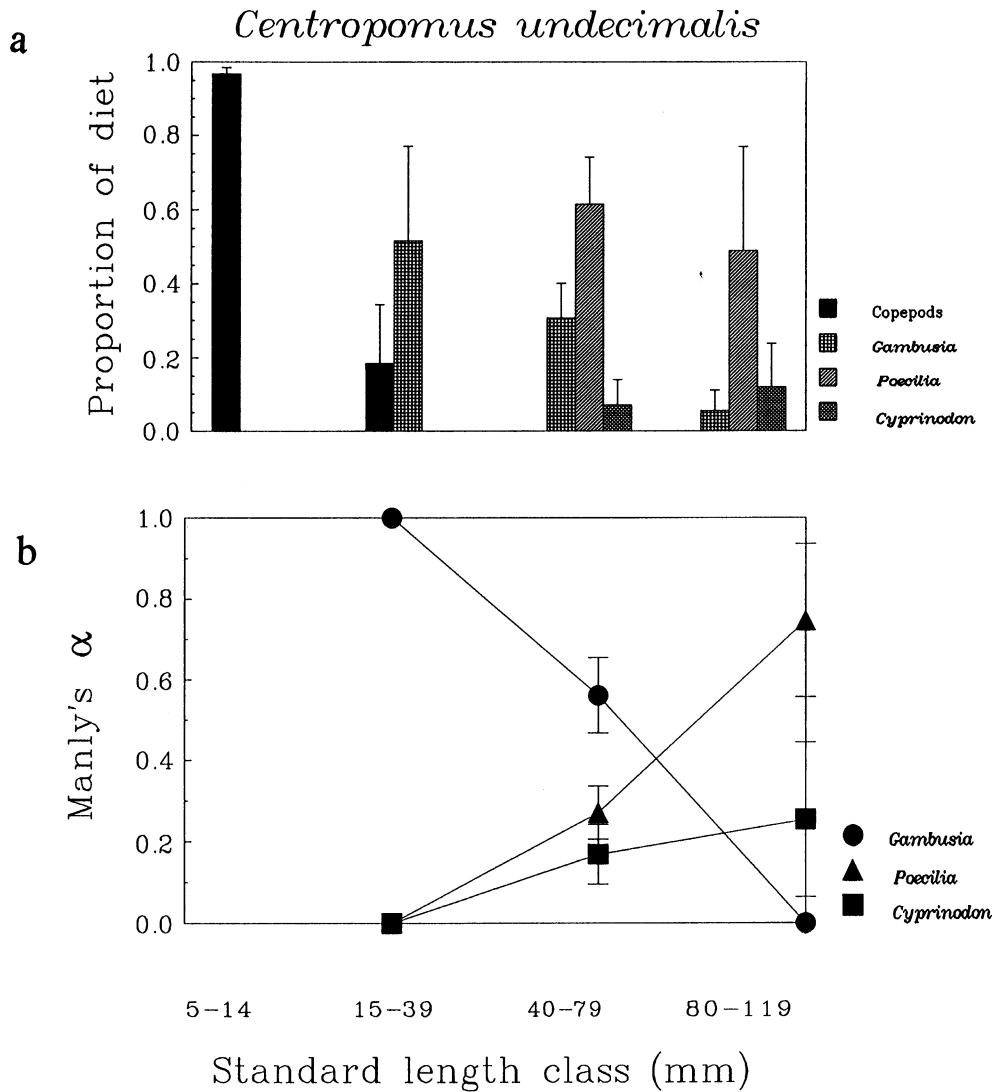 Centropomus undecimalis
a
Proportion of diet
1.0
0.8
0.6
0.4
0.2
0.0
Copepods
Gambusia
Poecilia
Cyprinodon
b
Manly's α
1.0
0.8
0.6
0.4
0.2
0.0
Gambusia
Poecilia
Cyprinodon
5-14 15-39 40-79 80-119
Standard length class (mm)